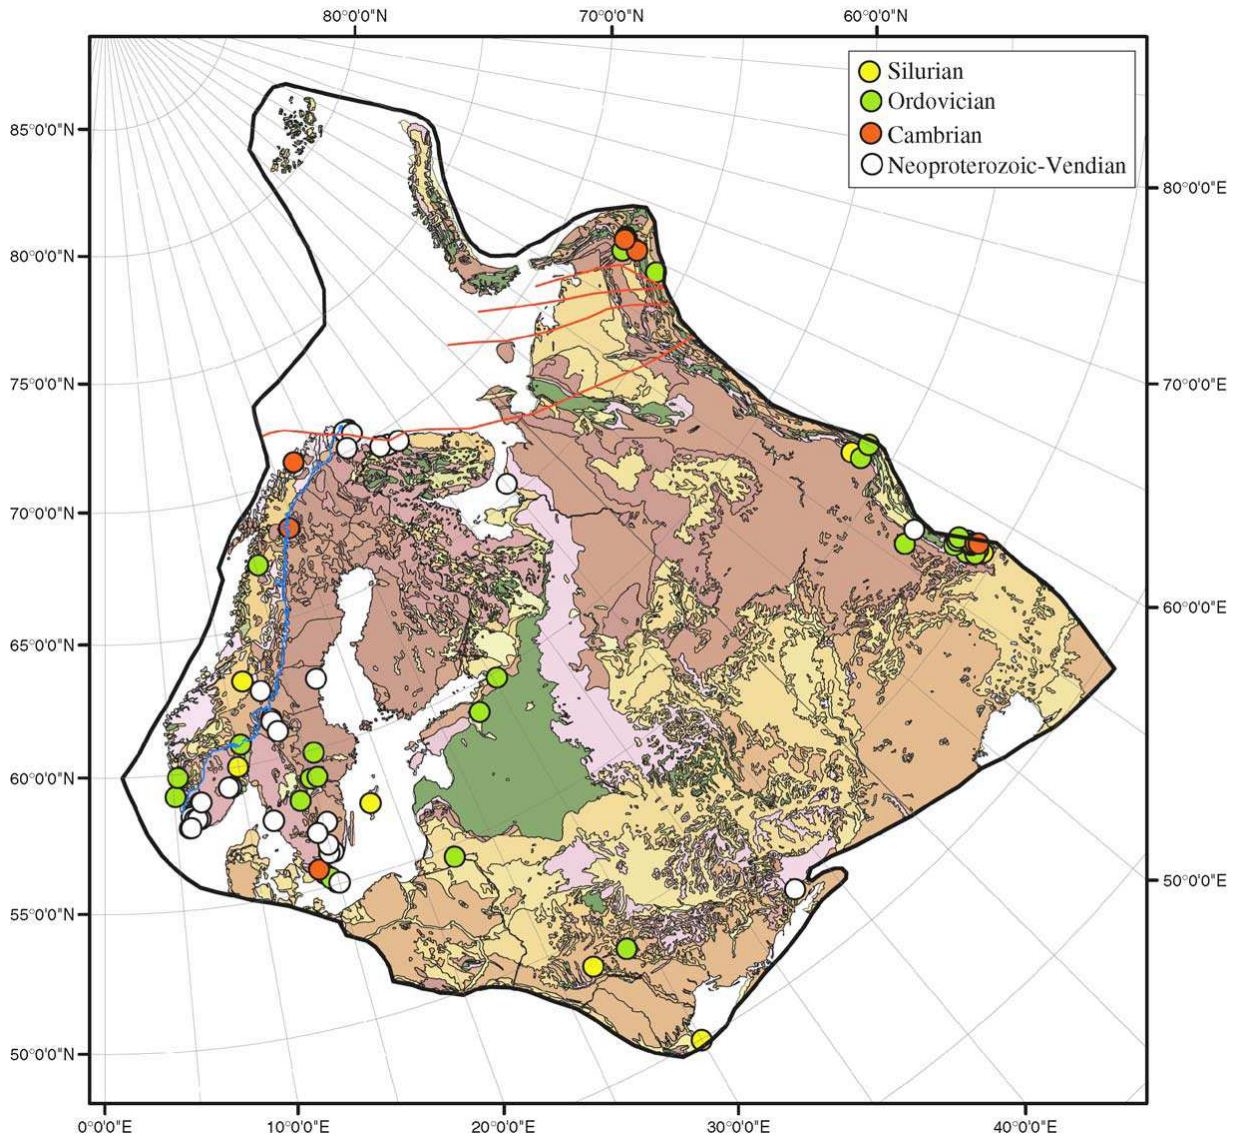 80°0'0"N 70°0'0"N 60°0'0"N
Silurian
Ordovician
Cambrian
Neoproterozoic-Vendian
85°0'0"N
80°0'0"E
80°0'0"N
75°0'0"N
70°0'0"E
70°0'0"N
60°0'0"E
65°0'0"N
60°0'0"N
50°0'0"E
55°0'0"N
50°0'0"N
0°0'0"E 10°0'0"E 20°0'0"E 30°0'0"E 40°0'0"E